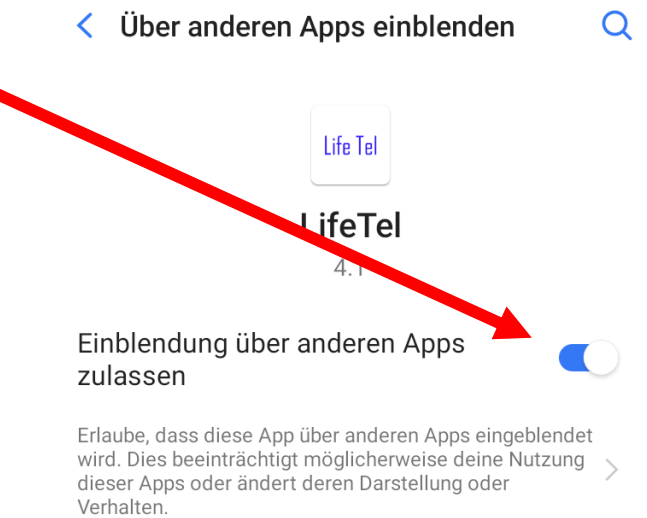 Über anderen Apps einblenden
Life Tel
LifeTel
4.1
Einblendung über anderen Apps
zulassen
Erlaube, dass diese App über anderen Apps eingeblendet
wird. Dies beeinträchtigt möglicherweise deine Nutzung
dieser Apps oder ändert deren Darstellung oder
Verhalten.